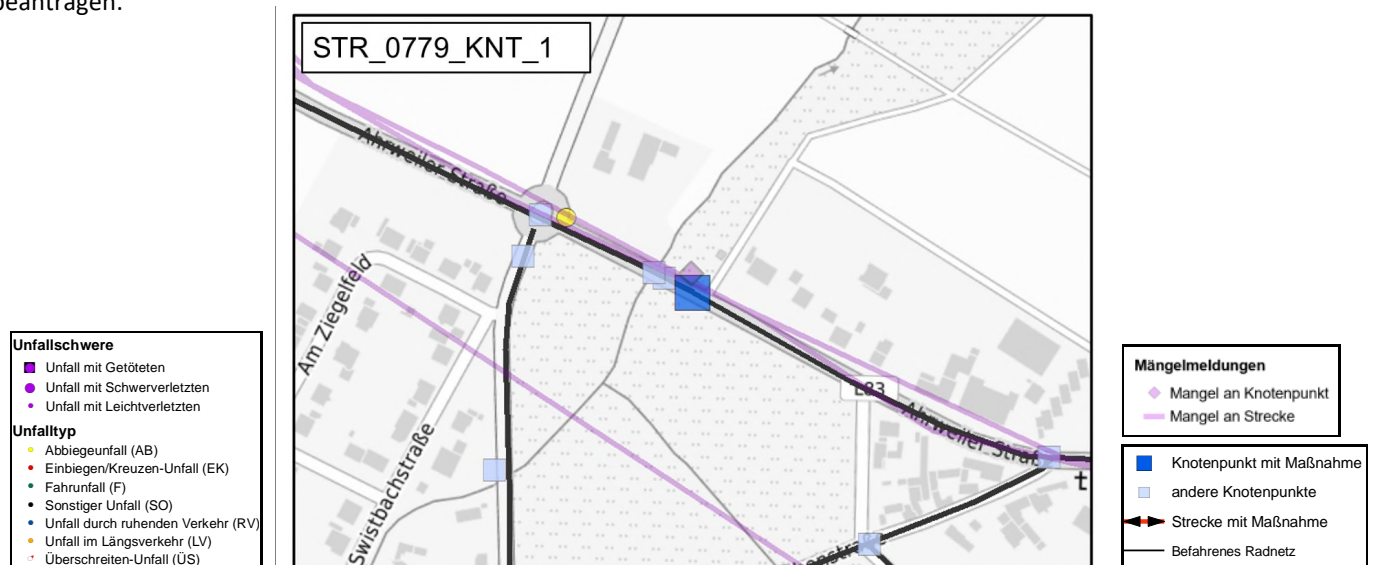 beantragen.
STR_0779_KNT_1
Ahrweiler Straße
Am Ziegelfeld
Swistbachstraße
L83
Ahrweiler Straße
Unfallschwere
Unfall mit Getöteten
Unfall mit Schwerverletzten
Unfall mit Leichtverletzten
Unfalltyp
Abbiegeunfall (AB)
Einbiegen/Kreuzen-Unfall (EK)
Fahrunfall (F)
Sonstiger Unfall (SO)
Unfall durch ruhenden Verkehr (RV)
Unfall im Längsverkehr (LV)
Überschreiten-Unfall (ÜS)
Mängelmeldungen
Mangel an Knotenpunkt
Mangel an Strecke
Knotenpunkt mit Maßnahme
andere Knotenpunkte
Strecke mit Maßnahme
Befahrenes Radnetz